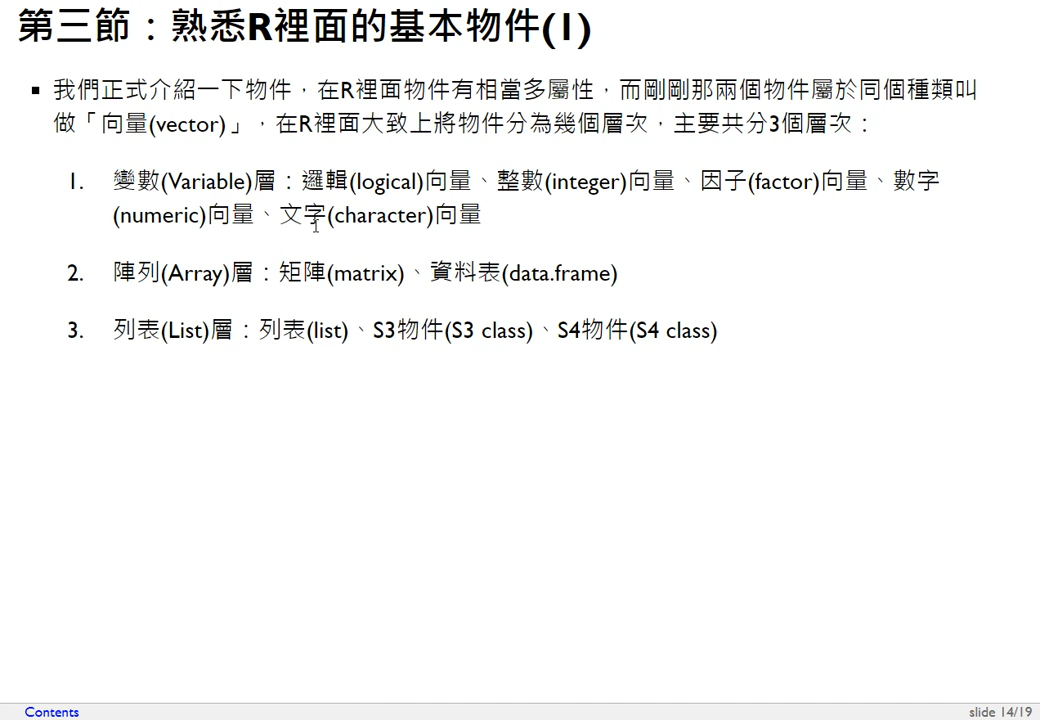 第三節：熟悉R裡面的基本物件(1)
▪ 我們正式介紹一下物件，在R裡面物件有相當多屬性，而剛剛那兩個物件屬於同個種類叫
做「向量(vector)」，在R裡面大致上將物件分為幾個層次，主要共分3個層次：
1. 變數(Variable)層：邏輯(logical)向量、整數(integer)向量、因子(factor)向量、數字
(numeric)向量、文字(character)向量
2. 陣列(Array)層：矩陣(matrix)、資料表(data.frame)
3. 列表(List)層：列表(list)、S3物件(S3 class)、S4物件(S4 class)
Contents
slide 14/19